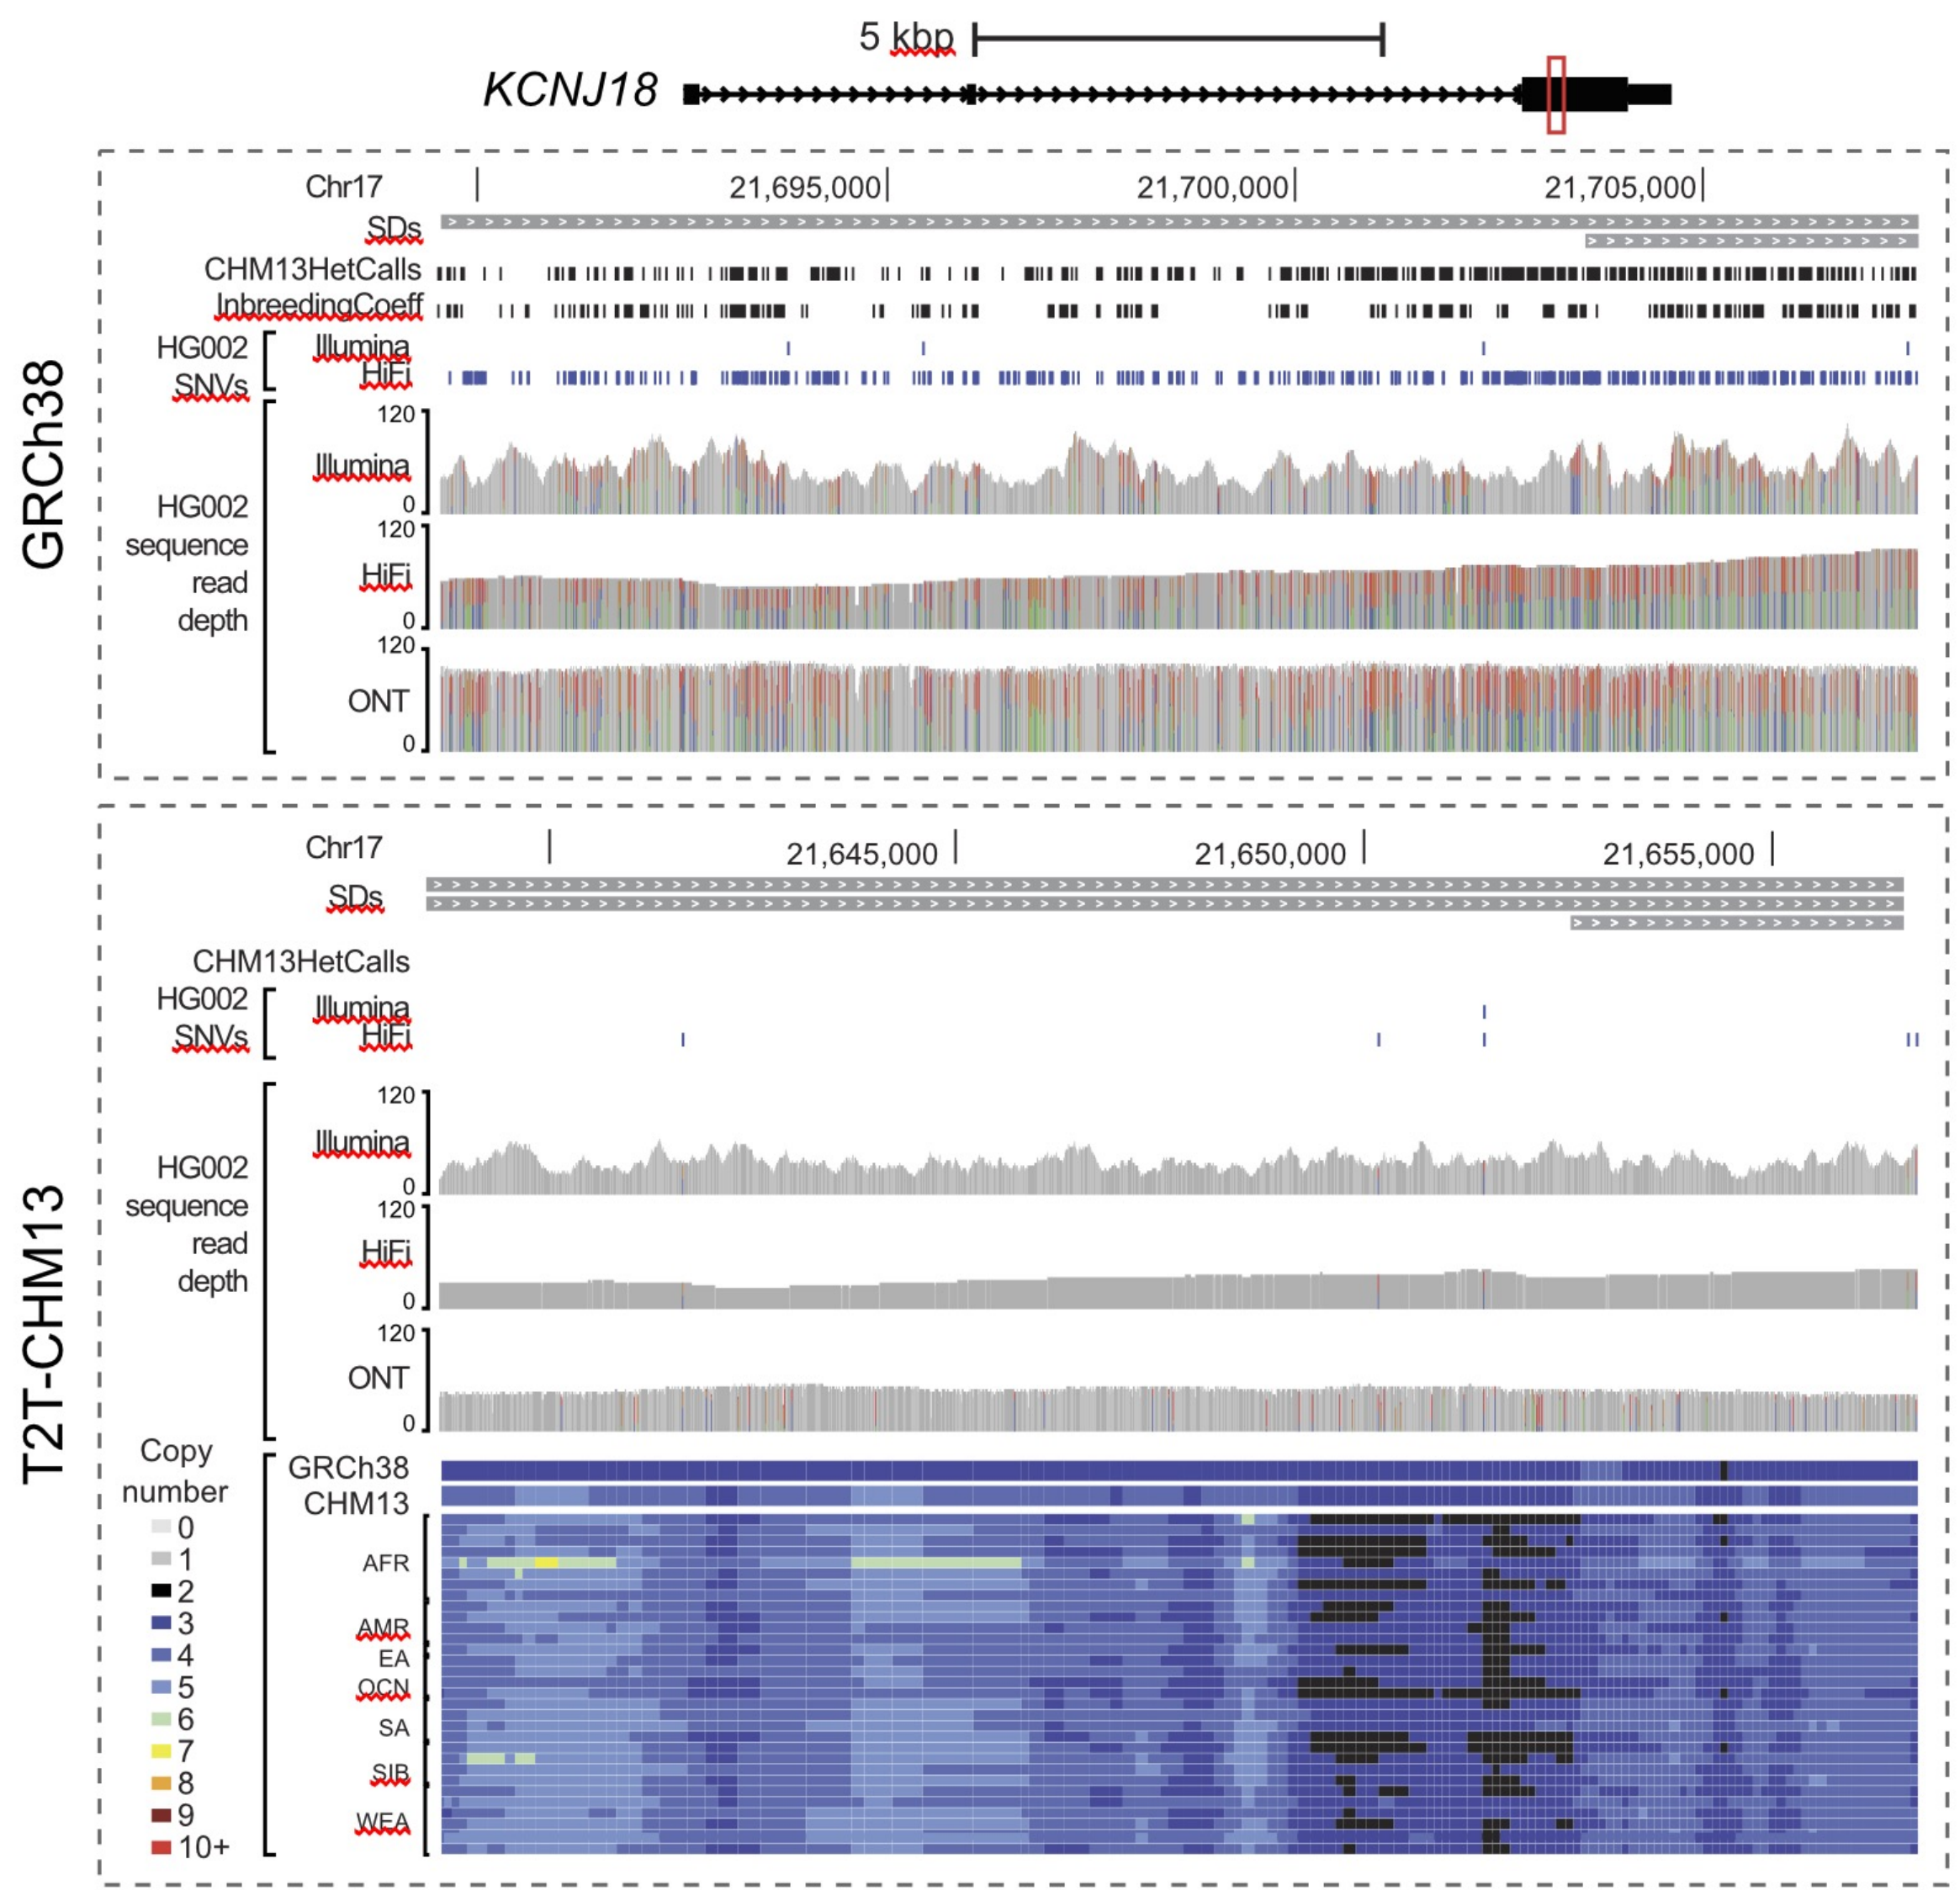 5 kbp
KCNJ18
GRCh38
Chr17
21,695,000
21,700,000
21,705,000
SDs
CHM13HetCalls
InbreedingCoeff
HG002
SNVs
Illumina
HiFi
HG002
sequence
read
depth
120
Illumina
0
120
HiFi
0
120
ONT
0
T2T-CHM13
Chr17
21,645,000
21,650,000
21,655,000
SDs
CHM13HetCalls
HG002
SNVs
Illumina
HiFi
HG002
sequence
read
depth
120
Illumina
0
120
HiFi
0
120
ONT
0
Copy
number
0
1
2
3
4
5
6
7
8
9
10+
GRCh38
CHM13
AFR
AMR
EA
OCN
SA
SIB
WEA